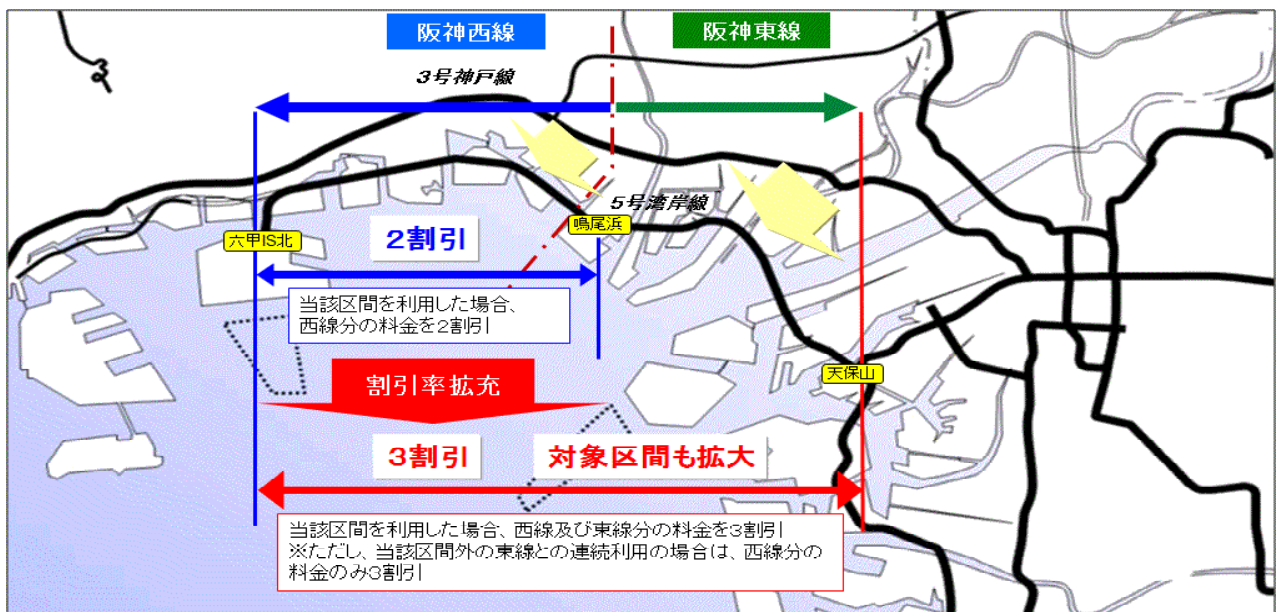 阪神西線
阪神東線
3号神戸線
5号湾岸線
鳴尾浜
六甲IS北
2割引
当該区間を利用した場合、
西線分の料金を2割引
天保山
割引率拡充
3割引
対象区間も拡大
当該区間を利用した場合、西線及び東線分の料金を3割引
※ただし、当該区間外の東線との連続利用の場合は、西線分の
料金のみ3割引